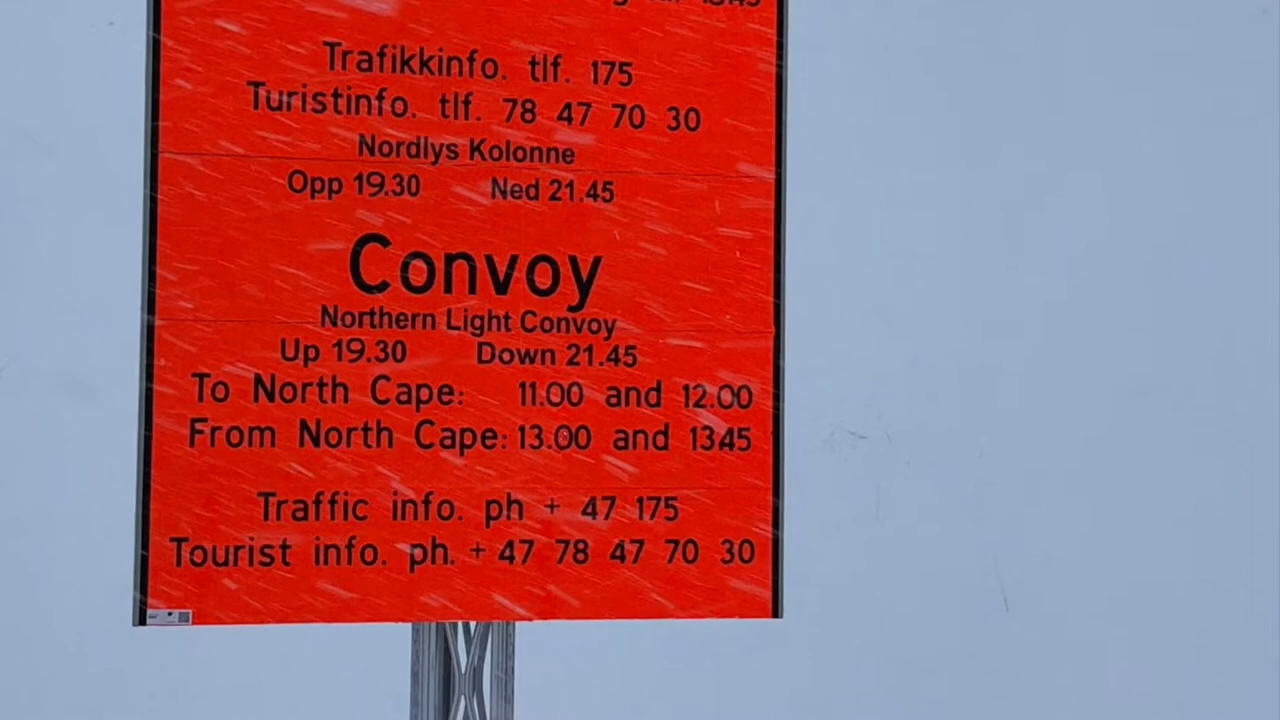 Trafikkinfo. tlf. 175
Turistinfo. tlf. 78 47 70 30
Nordlys Kolonne
Opp 19.30 Ned 21.45
Convoy
Northern Light Convoy
Up 19.30 Down 21.45
To North Cape: 11.00 and 12.00
From North Cape: 13.00 and 1345
Traffic info. ph + 47 175
Tourist info. ph. + 47 78 47 70 30